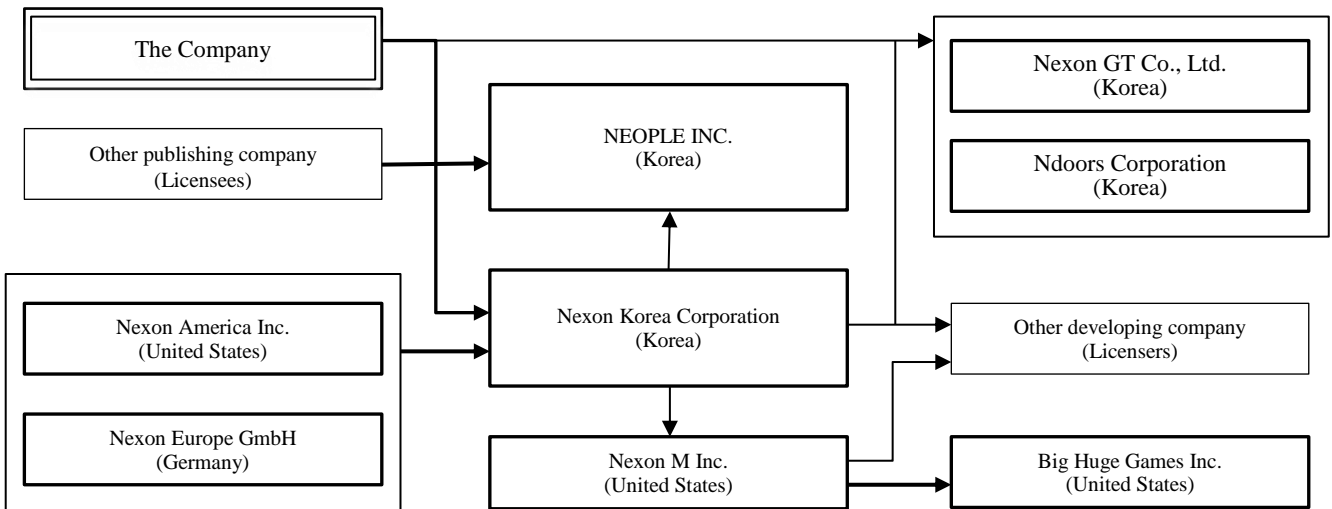 The Company
Other publishing company
(Licensees)
NEOPLE INC.
(Korea)
Nexon GT Co., Ltd.
(Korea)
Ndoors Corporation
(Korea)
Nexon America Inc.
(United States)
Nexon Europe GmbH
(Germany)
Nexon Korea Corporation
(Korea)
Nexon M Inc.
(United States)
Other developing company
(Licensers)
Big Huge Games Inc.
(United States)